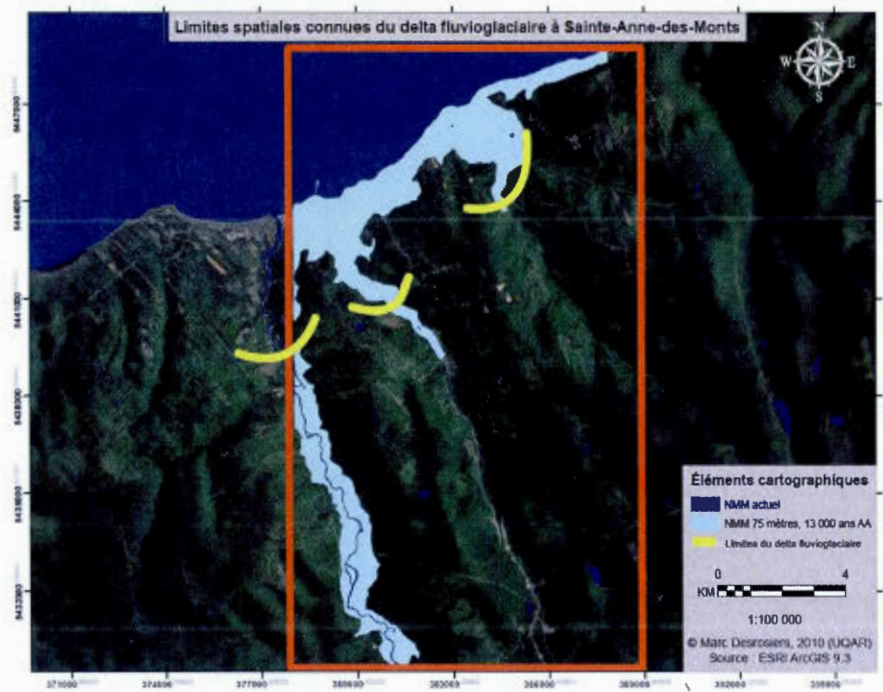 Limites spatiales connues du delta fluvioglaciaire à Sainte-Anne-des-Monts
N
W E
S
Éléments cartographiques
NMM actuel
NMM 75 mètres, 13 000 ans AA
Limites du delta fluvioglaciaire
0 4
KM
1:100 000
© Marc Desrosiers, 2010 (UQAR)
Source : ESRI ArcGIS 9.3